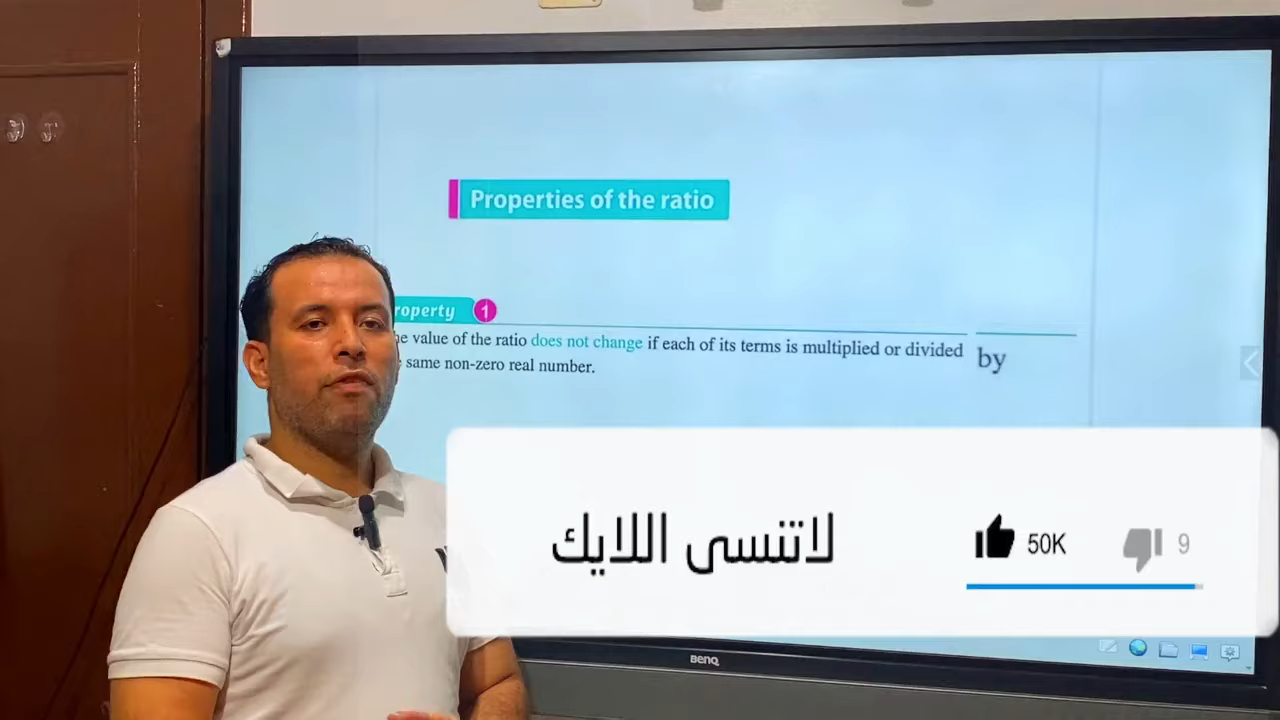 Properties of the ratio
roperty 1
he value of the ratio does not change if each of its terms is multiplied or divided by
same non-zero real number.
لاتنسى اللايك
50K 9
BenQ